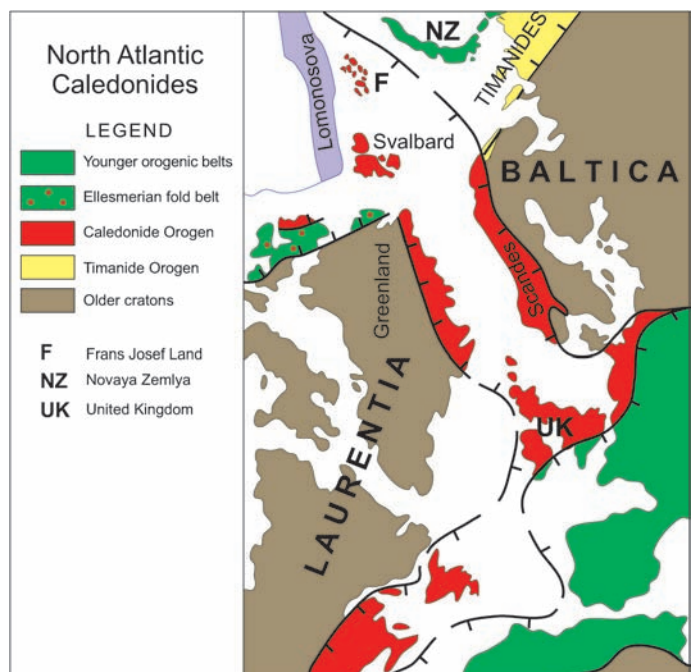 North Atlantic
Caledonides
LEGEND
Younger orogenic belts
Ellesmerian fold belt
Caledonide Orogen
Timanide Orogen
Older cratons
F Frans Josef Land
NZ Novaya Zemlya
UK United Kingdom
Lomonosova
F
NZ
TIMANIDES
Svalbard
BALTICA
Scandes
Greenland
LAURENTIA
UK